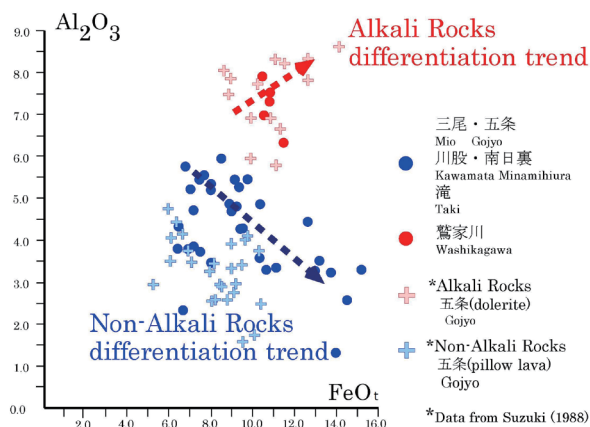 Al2O3
9.0
8.0
7.0
6.0
5.0
4.0
3.0
2.0
1.0
0.0
2.0
4.0
6.0
8.0
10.0
12.0
14.0
16.0
FeOt
Alkali Rocks
differentiation trend
Non-Alkali Rocks
differentiation trend
三尾・五条
Mio Gojyo
川股・南日裏
Kawamata Minamihiura
滝
Taki
鷲家川
Washikagawa
*Alkali Rocks
五条(dolerite)
Gojyo
*Non-Alkali Rocks
五条(pillow lava)
Gojyo
*Data from Suzuki (1988)